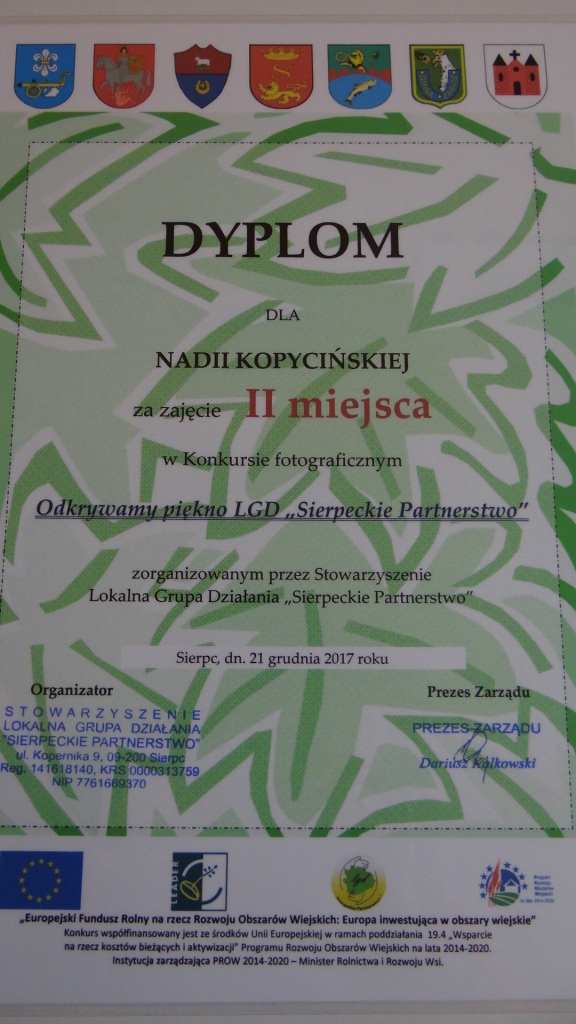 DYPLOM
DLA
NADII KOPYCIŃSKIEJ
za zajęcie II miejsca
w Konkursie fotograficznym
Odkrywamy piękno LGD „Sierpeckie Partnerstwo”
zorganizowanym przez Stowarzyszenie
Lokalna Grupa Działania „Sierpeckie Partnerstwo”
Sierpc, dn. 21 grudnia 2017 roku
Organizator
STOWARZYSZENIE
LOKALNA GRUPA DZIAŁANIA
"SIERPECKIE PARTNERSTWO"
ul. Kopernika 9, 09-200 Sierpc
Reg. 141618140, KRS 0000313759
NIP 7761669370
Prezes Zarządu
PREZES ZARZĄDU
Dariusz Kalkowski
LEADER
„Europejski Fundusz Rolny na rzecz Rozwoju Obszarów Wiejskich: Europa inwestująca w obszary wiejskie”
Konkurs współfinansowany jest ze środków Unii Europejskiej w ramach poddziałania 19.4 „Wsparcie
na rzecz kosztów bieżących i aktywizacji” Programu Rozwoju Obszarów Wiejskich na lata 2014-2020.
Instytucja zarządzająca PROW 2014-2020 – Minister Rolnictwa i Rozwoju Wsi.